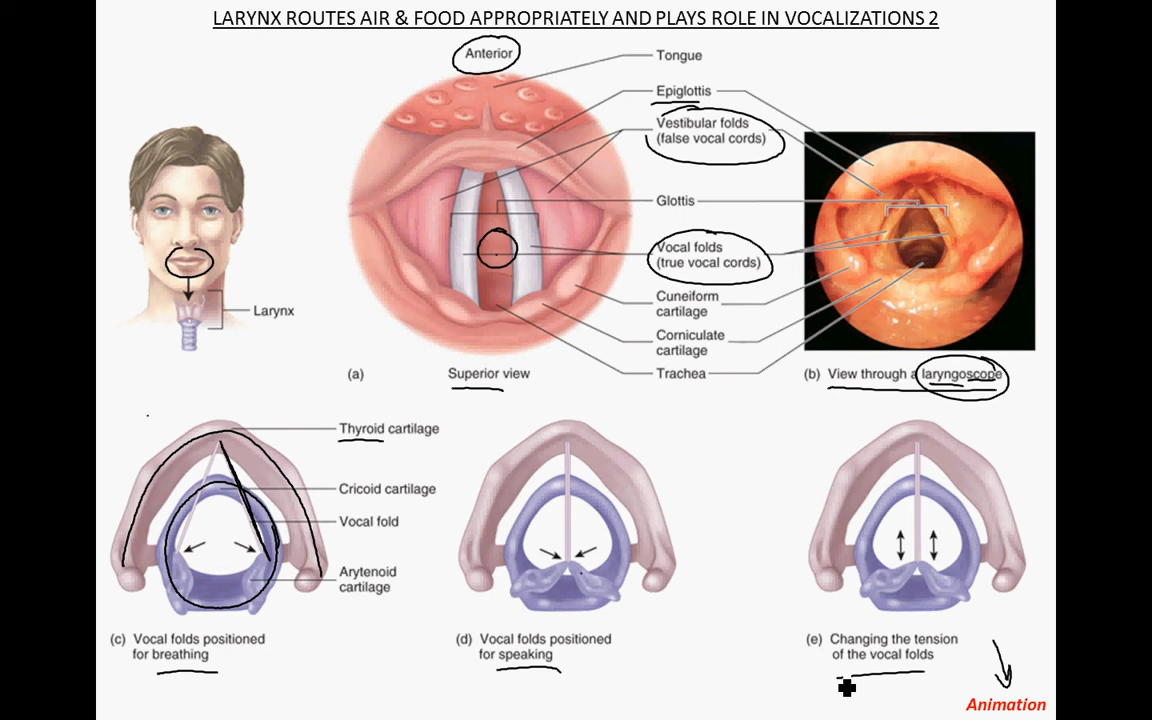 LARYNX ROUTES AIR & FOOD APPROPRIATELY AND PLAYS ROLE IN VOCALIZATIONS 2
Anterior
Tongue
Epiglottis
Vestibular folds
(false vocal cords)
Glottis
Vocal folds
(true vocal cords)
Cuneiform
cartilage
Corniculate
cartilage
Trachea
Larynx
(a)
Superior view
(b) View through a laryngoscope
Thyroid cartilage
Cricoid cartilage
Vocal fold
Arytenoid
cartilage
(c) Vocal folds positioned
for breathing
(d) Vocal folds positioned
for speaking
(e) Changing the tension
of the vocal folds
Animation